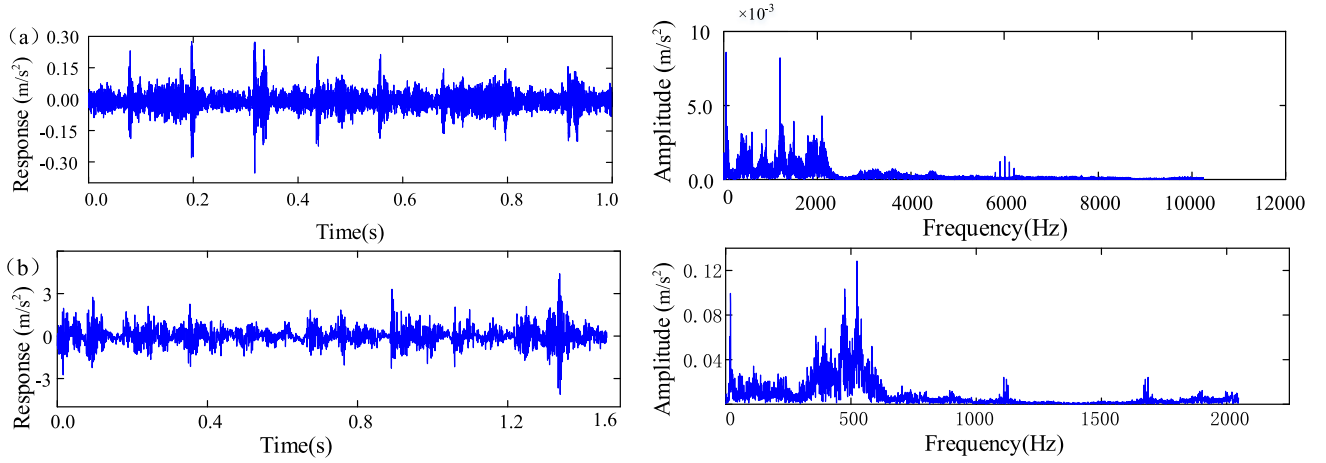 (a)
Response (m/s²)
0.30
0.15
0.00
-0.15
-0.30
0.0 0.2 0.4 0.6 0.8 1.0
Time(s)
×10⁻³
Amplitude (m/s²)
10
5.0
0.0
0 2000 4000 6000 8000 10000 12000
Frequency(Hz)
(b)
Response (m/s²)
3
0
-3
0.0 0.4 0.8 1.2 1.6
Time(s)
Amplitude (m/s²)
0.12
0.08
0.04
0 500 1000 1500 2000
Frequency(Hz)